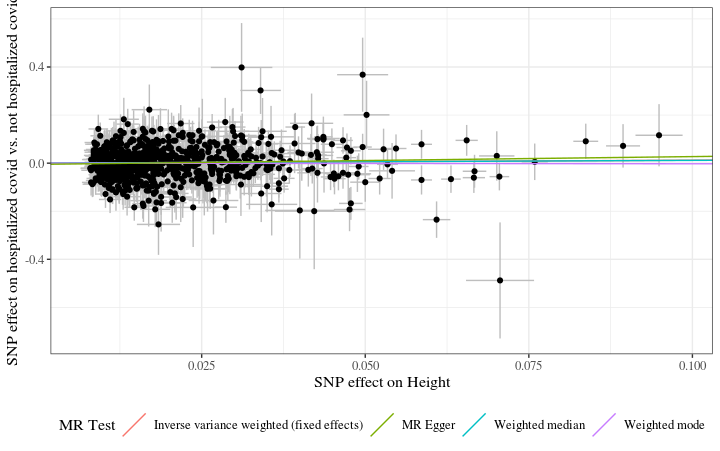 SNP effect on hospitalized covid vs. not hospitalized covid
0.4
0.0
-0.4
0.025
0.050
0.075
0.100
SNP effect on Height
MR Test
Inverse variance weighted (fixed effects)
MR Egger
Weighted median
Weighted mode